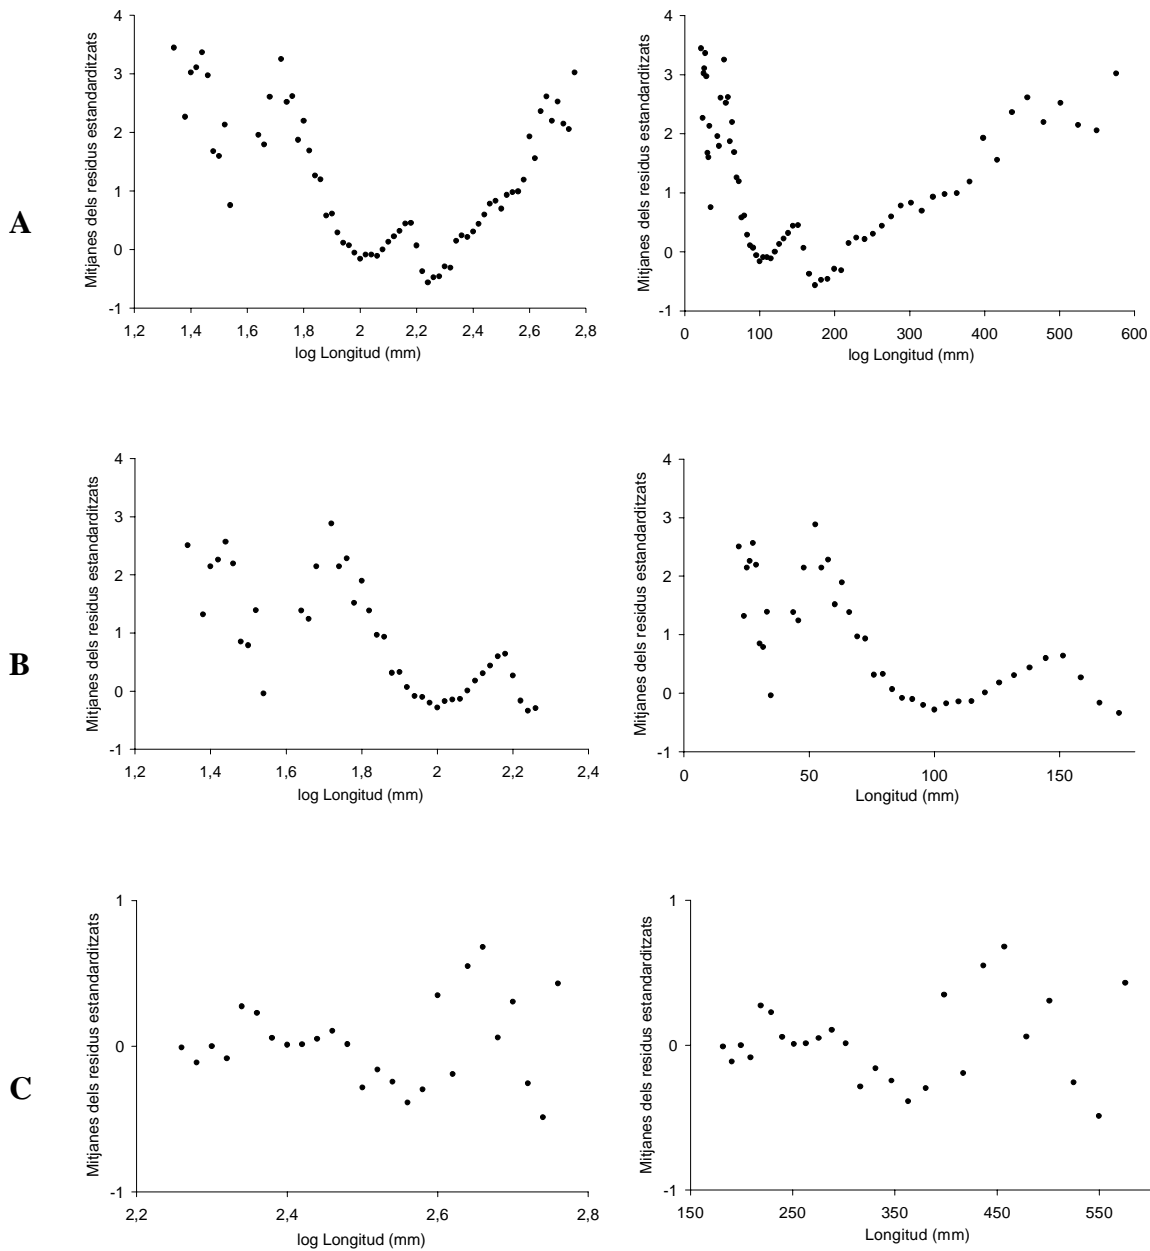 A
Mitjanes dels residus estandarditzats
4
3
2
1
0
-1
1,2 1,4 1,6 1,8 2 2,2 2,4 2,6 2,8
log Longitud (mm)
Mitjanes dels residus estandarditzats
4
3
2
1
0
-1
0 100 200 300 400 500 600
log Longitud (mm)
B
Mitjanes dels residus estandarditzats
4
3
2
1
0
-1
1,2 1,4 1,6 1,8 2 2,2 2,4
log Longitud (mm)
Mitjanes dels residus estandarditzats
4
3
2
1
0
-1
0 50 100 150
Longitud (mm)
C
Mitjanes dels residus estandarditzats
1
0
-1
2,2 2,4 2,6 2,8
log Longitud (mm)
Mitjanes dels residus estandarditzats
1
0
-1
150 250 350 450 550
Longitud (mm)